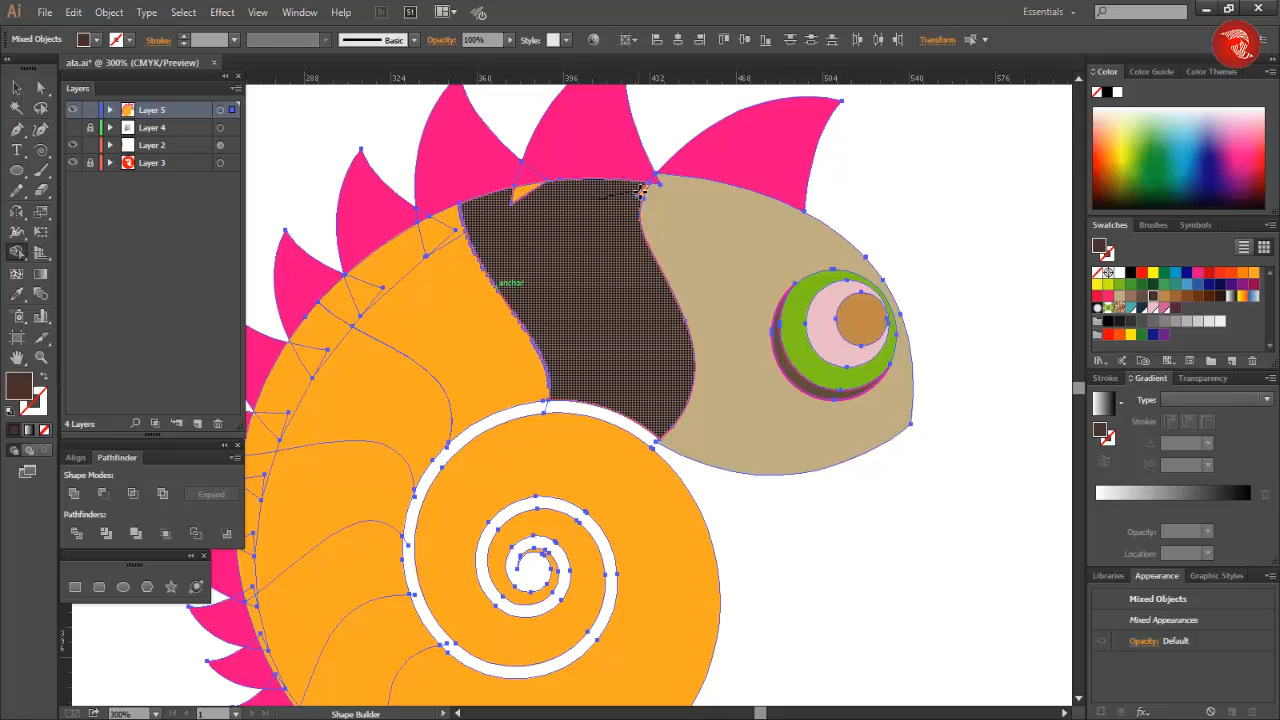 Ai File Edit Object Type Select Effect View Window Help Br St Essentials
Mixed Objects Stroke: Basic Opacity: 100% Style: Transform
ala.ai* @ 300% (CMYK/Preview)
288 324 360 396 432 468 504 540 576
Layers
Layer 5
Layer 4
Layer 2
Layer 3
4 Layers
Align Pathfinder
Shape Modes:
Expand
Pathfinders:
anchor
Color Color Guide Color Themes
Swatches Brushes Symbols
Stroke Gradient Transparency
Type:
Stroke:
Opacity:
Location:
Libraries Appearance Graphic Styles
Mixed Objects
Mixed Appearances
Opacity: Default
300% 1 Shape Builder